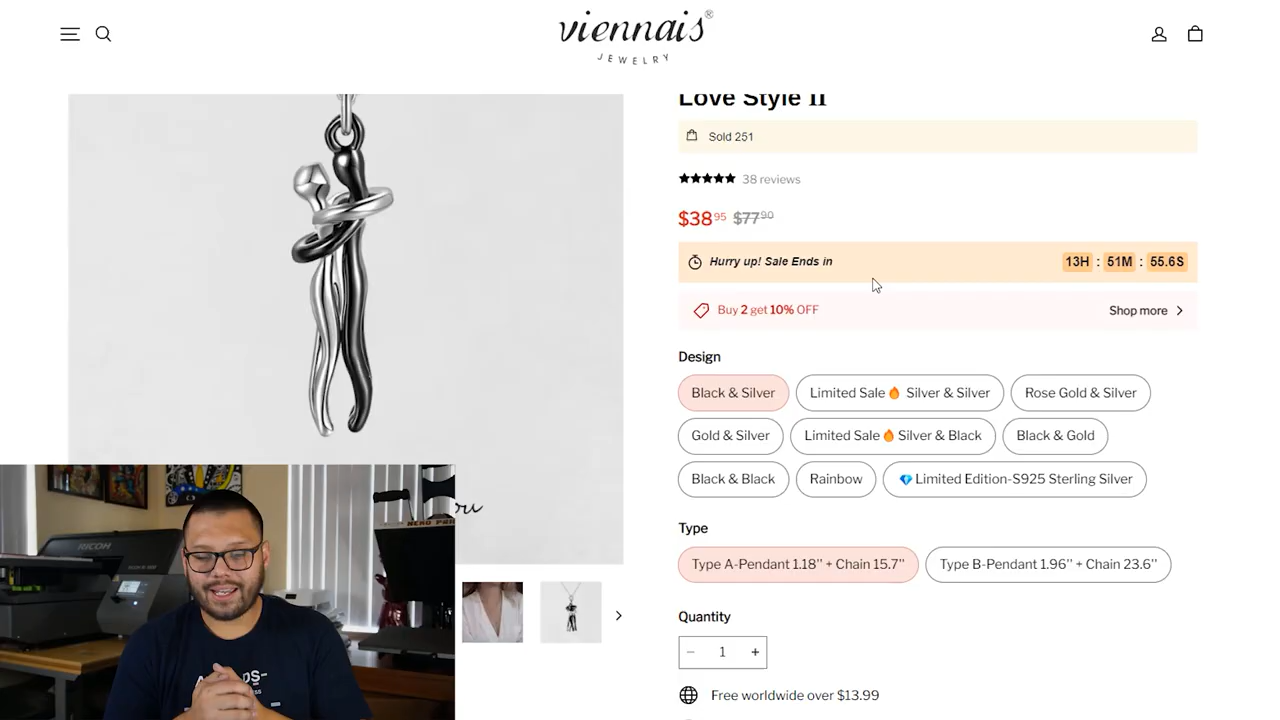 viennais®
JEWELRY
Love Style II
Sold 251
38 reviews
$38.95 $77.90
Hurry up! Sale Ends in 13H : 51M : 55.6S
Buy 2 get 10% OFF Shop more
Design
Black & Silver Limited Sale🔥 Silver & Silver Rose Gold & Silver
Gold & Silver Limited Sale🔥Silver & Black Black & Gold
Black & Black Rainbow 💎Limited Edition-S925 Sterling Silver
Type
Type A-Pendant 1.18'' + Chain 15.7'' Type B-Pendant 1.96'' + Chain 23.6''
Quantity
− 1 +
Free worldwide over $13.99
RICOH